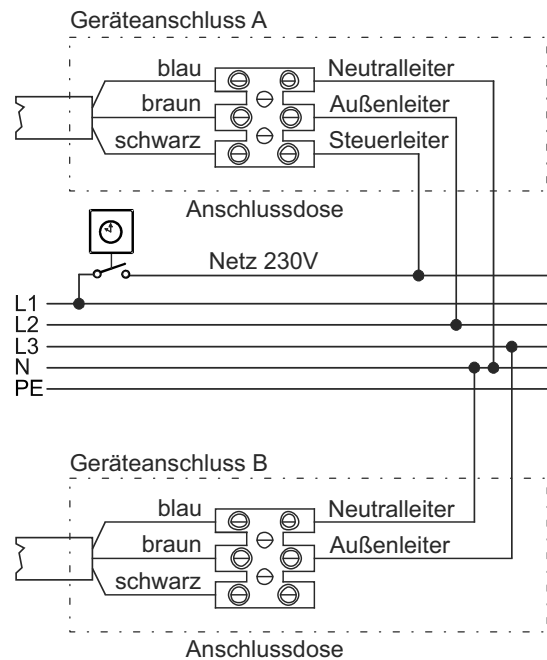 Geräteanschluss A
blau
Neutralleiter
braun
Außenleiter
schwarz
Steuerleiter
Anschlussdose
Netz 230V
L1
L2
L3
N
PE
Geräteanschluss B
blau
Neutralleiter
braun
Außenleiter
schwarz
Anschlussdose